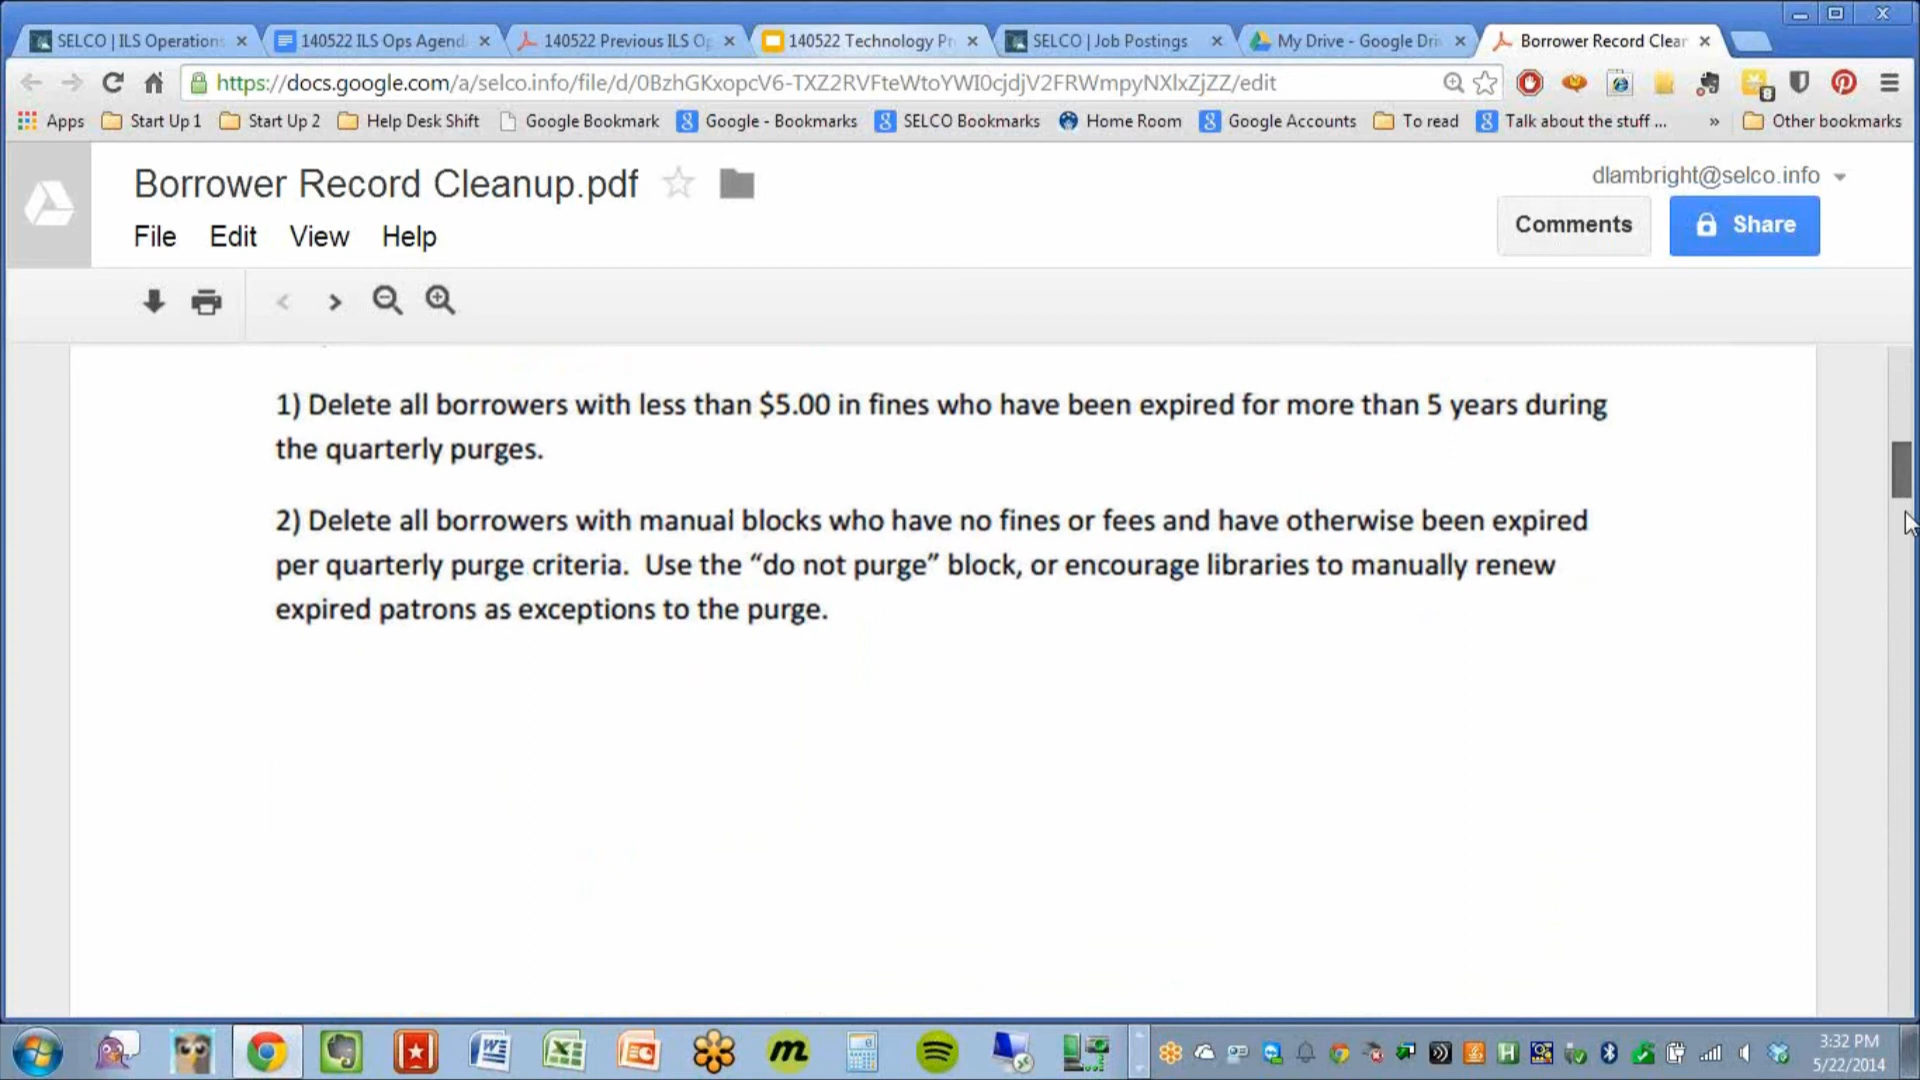 SELCO | ILS Operation
140522 ILS Ops Agend
140522 Previous ILS Op
140522 Technology Pr
SELCO | Job Postings
My Drive - Google Dri
Borrower Record Clear
https://docs.google.com/a/selco.info/file/d/0BzhGKxopcV6-TXZ2RVFteWtoYWI0cjdjV2FRWmpyNXlxZjZZ/edit
8
Apps Start Up 1 Start Up 2 Help Desk Shift Google Bookmark Google - Bookmarks SELCO Bookmarks Home Room Google Accounts To read Talk about the stuff ... » Other bookmarks
Borrower Record Cleanup.pdf
dlambright@selco.info
File Edit View Help
Comments
Share
1) Delete all borrowers with less than $5.00 in fines who have been expired for more than 5 years during
the quarterly purges.
2) Delete all borrowers with manual blocks who have no fines or fees and have otherwise been expired
per quarterly purge criteria. Use the “do not purge” block, or encourage libraries to manually renew
expired patrons as exceptions to the purge.
3:32 PM
5/22/2014